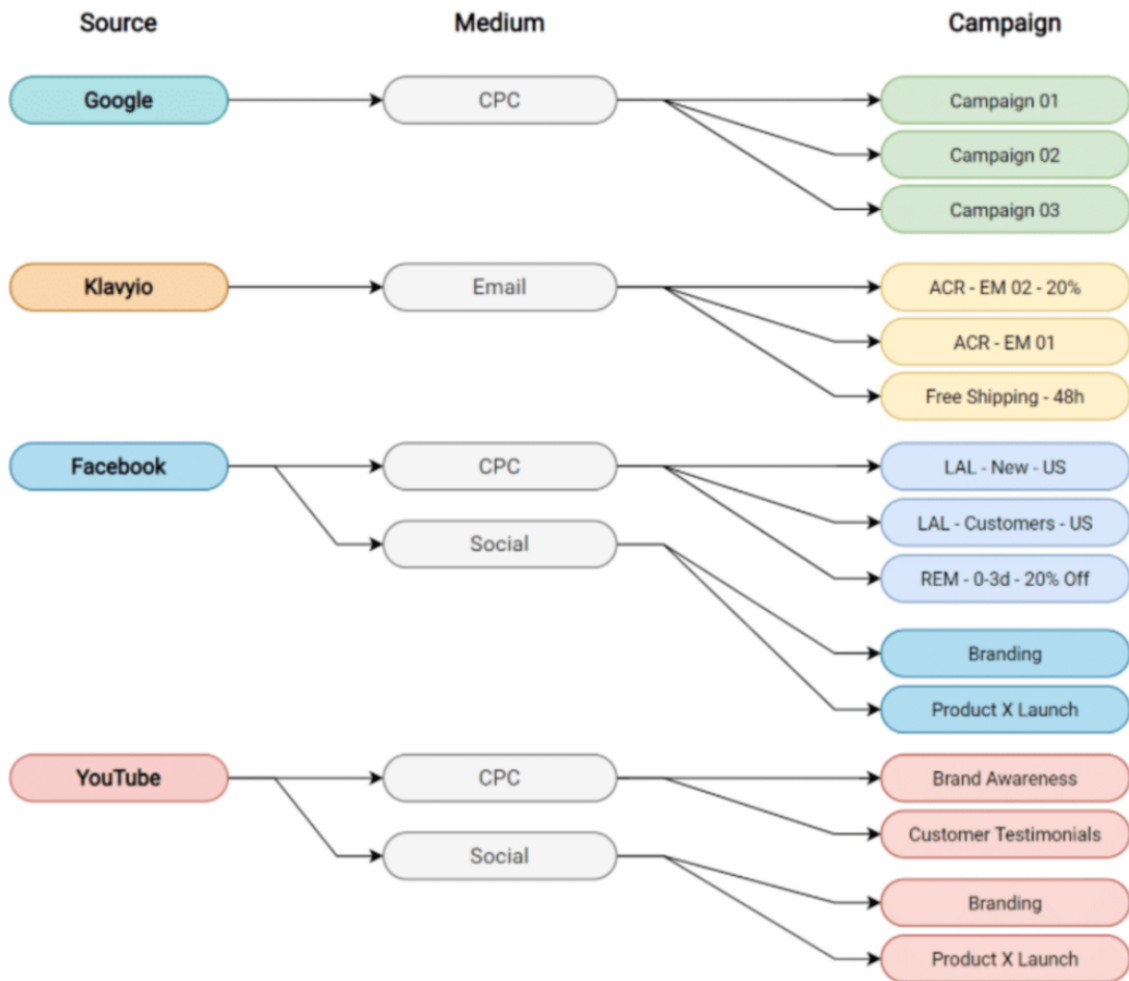 Source Medium Campaign
Google CPC Campaign 01
Campaign 02
Campaign 03
Klavyio Email ACR - EM 02 - 20%
ACR - EM 01
Free Shipping - 48h
Facebook CPC LAL - New - US
LAL - Customers - US
Social
REM - 0-3d - 20% Off
Branding
Product X Launch
YouTube CPC Brand Awareness
Customer Testimonials
Social
Branding
Product X Launch